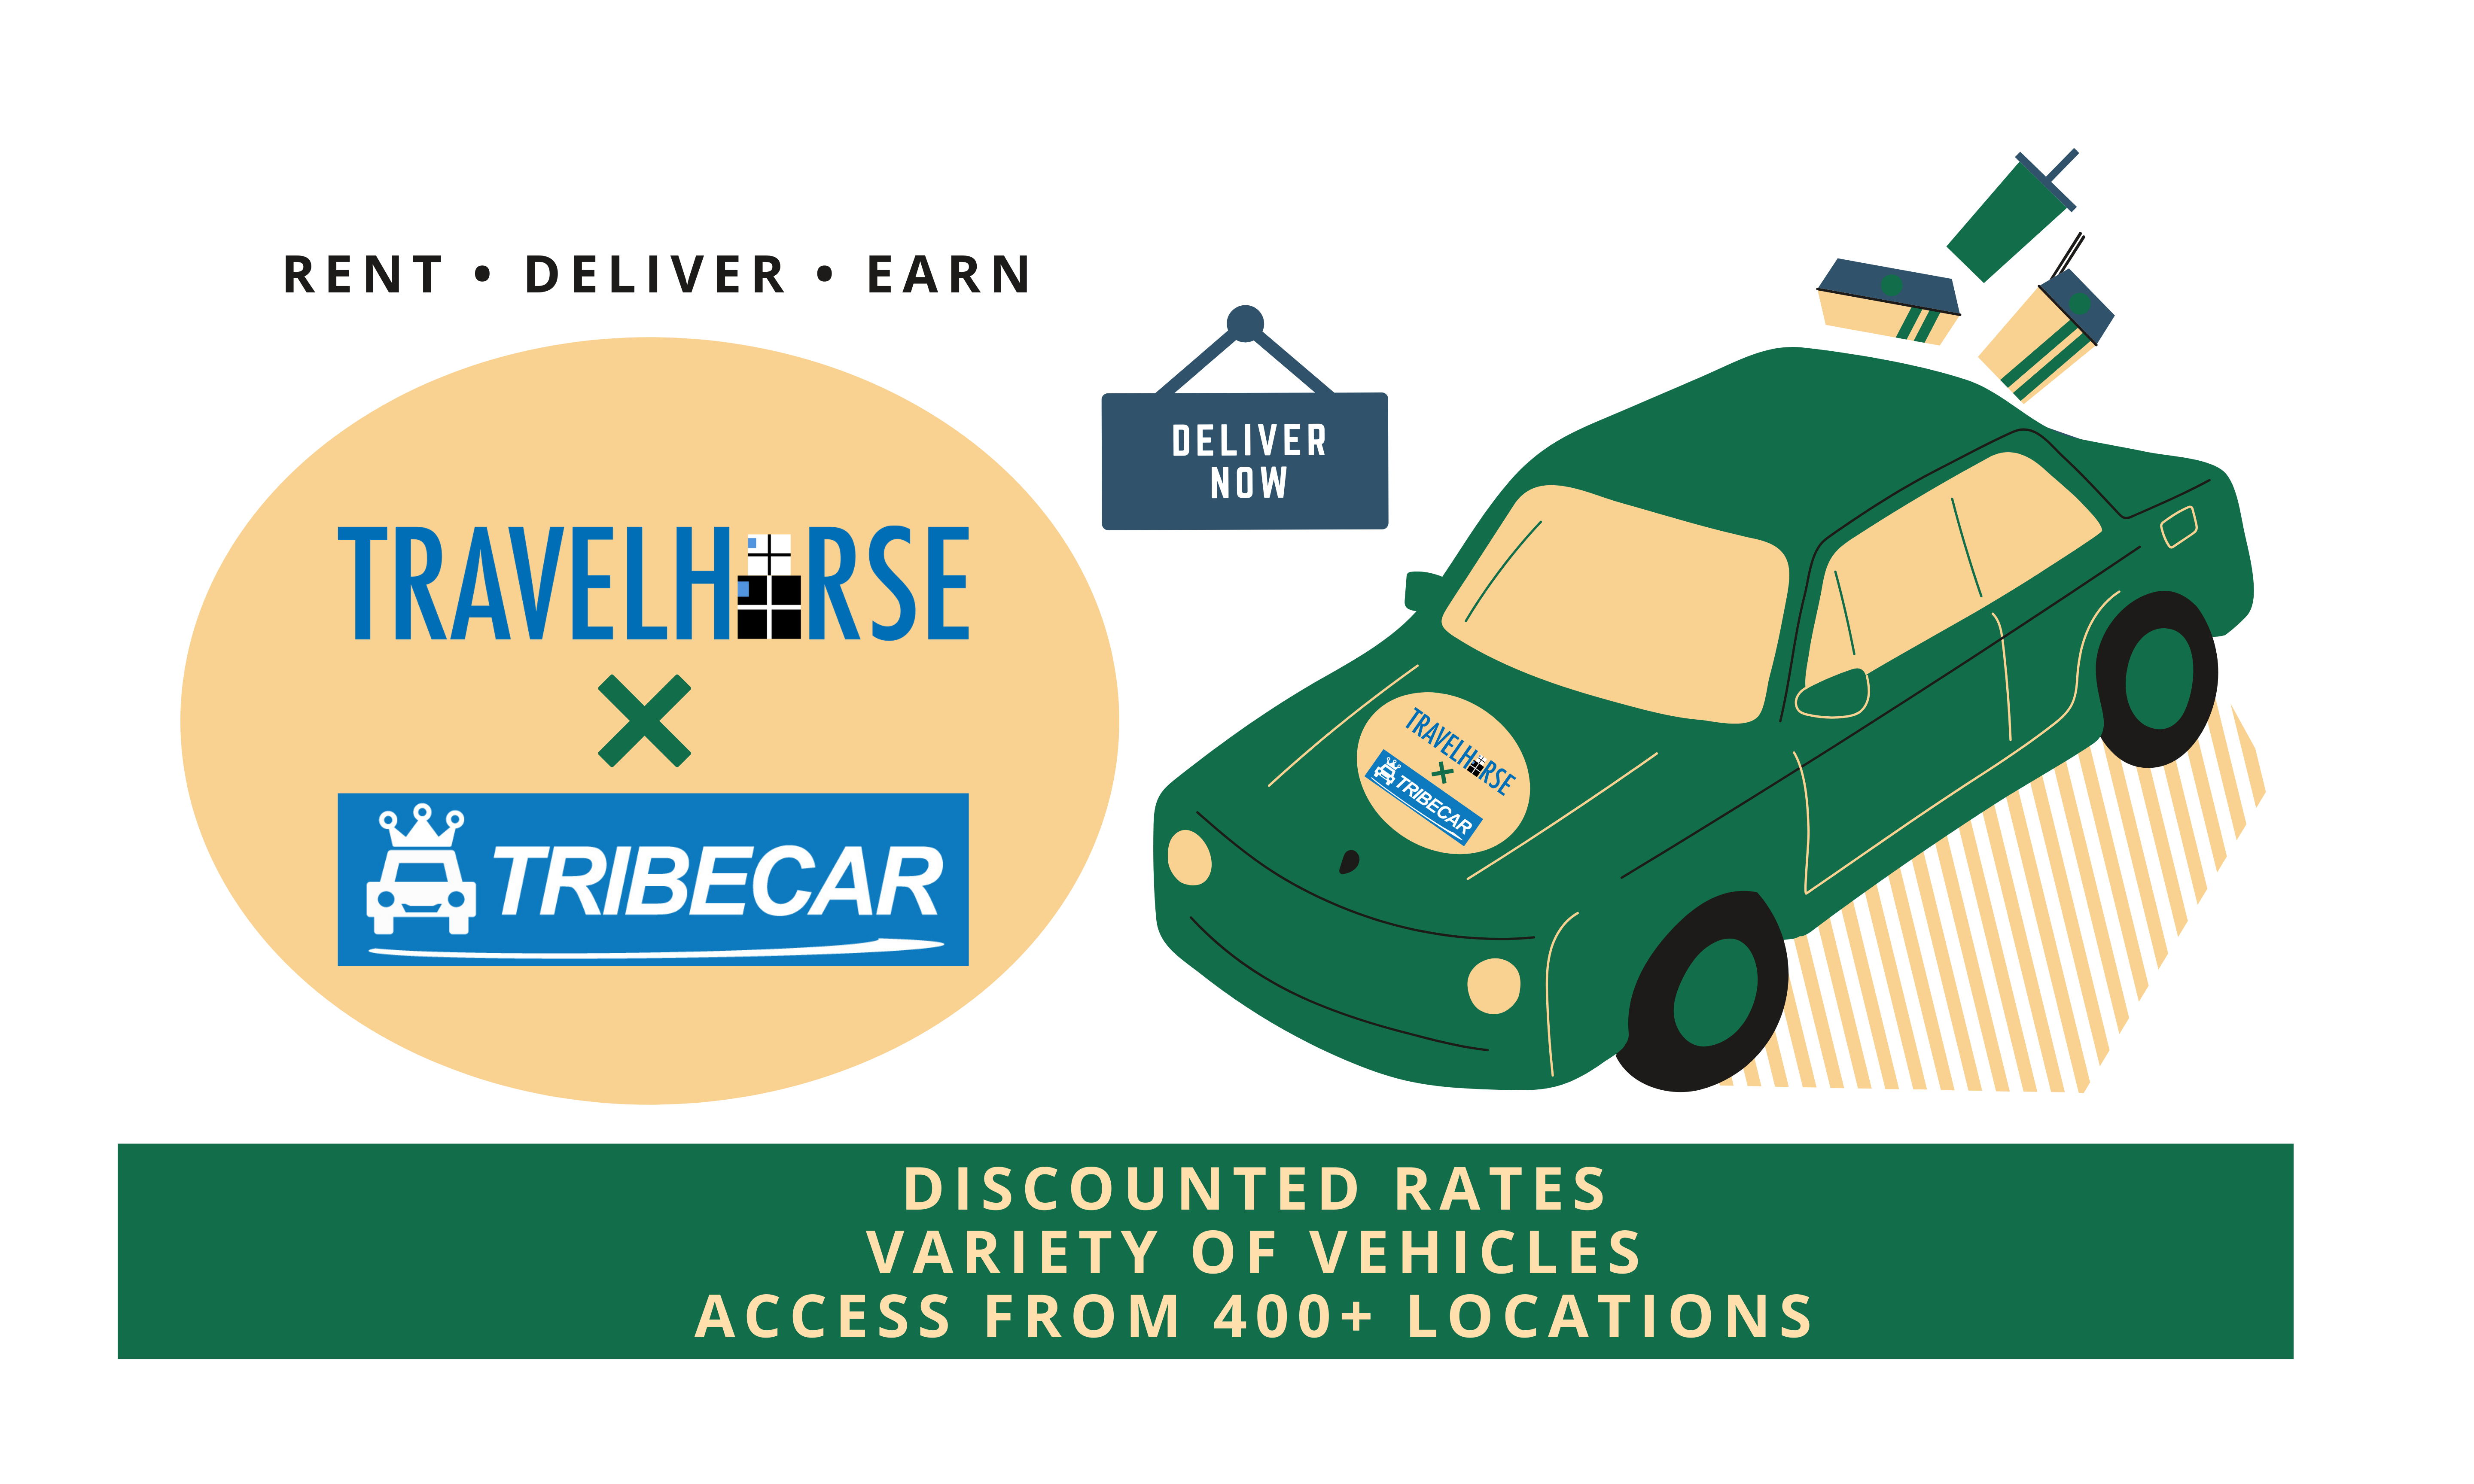 RENT • DELIVER • EARN
DELIVER
NOW
TRAVELHORSE
×
TRIBECAR
TRAVELHORSE
×
TRIBECAR
DISCOUNTED RATES
VARIETY OF VEHICLES
ACCESS FROM 400+ LOCATIONS